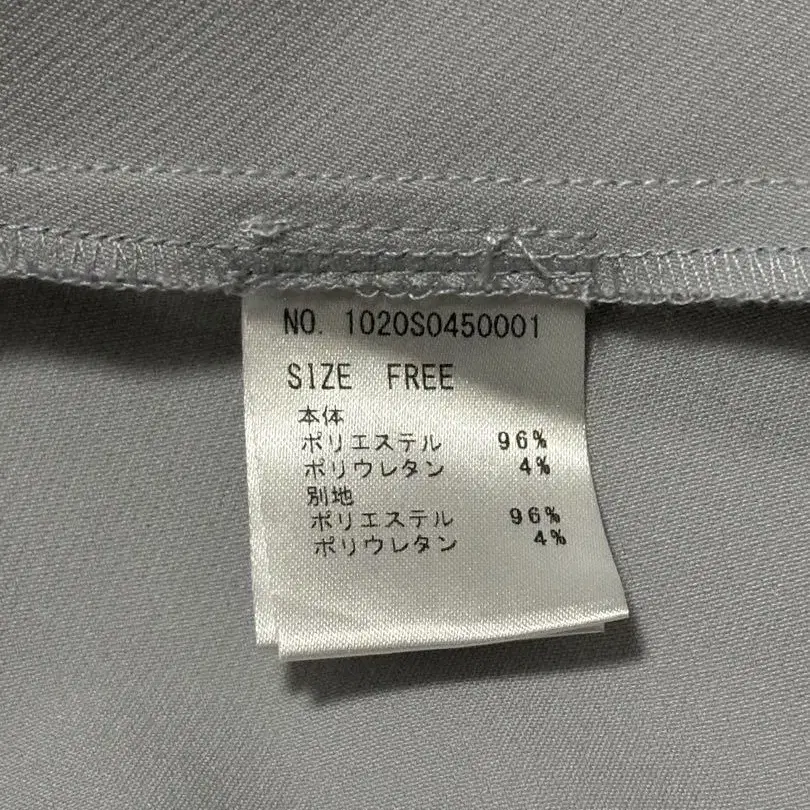 NO. 1020S0450001
SIZE FREE
本体
ポリエステル 96%
ポリウレタン 4%
別地
ポリエステル 96%
ポリウレタン 4%